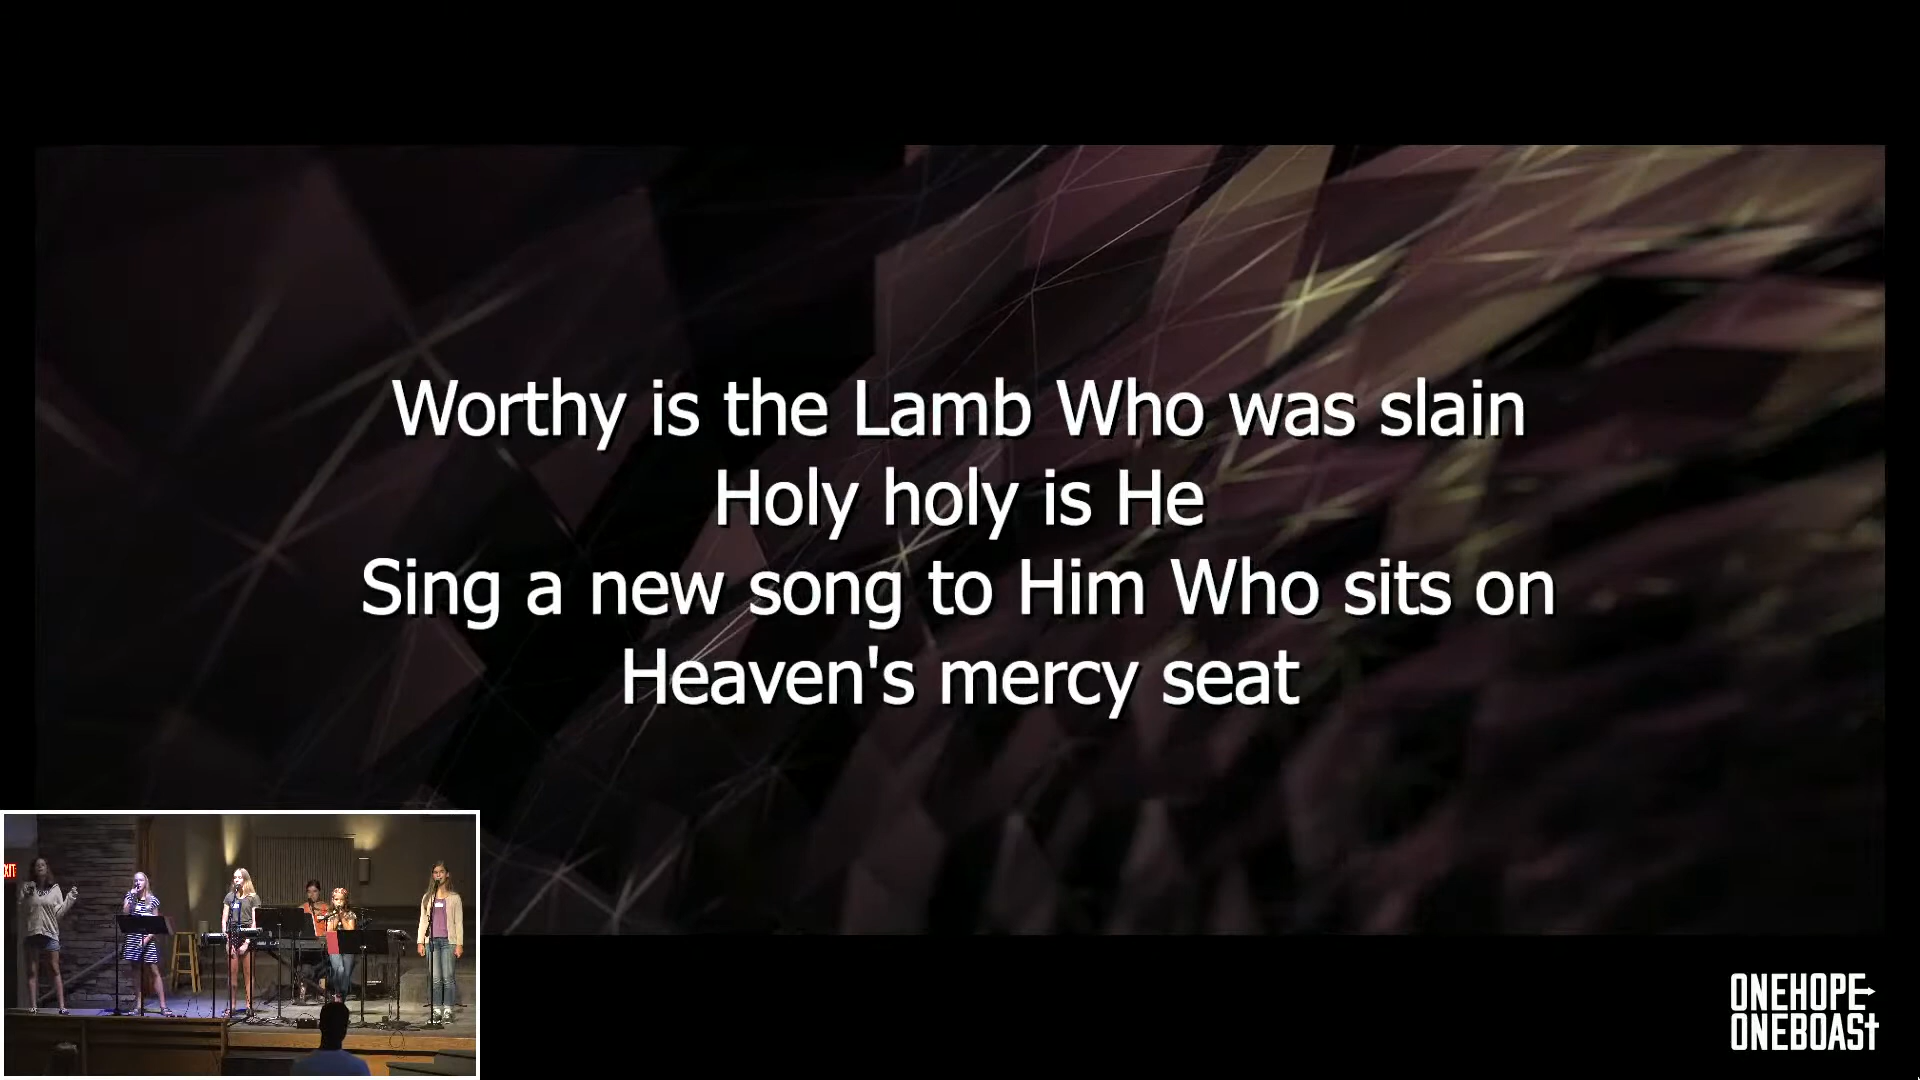 Worthy is the Lamb Who was slain
Holy holy is He
Sing a new song to Him Who sits on
Heaven's mercy seat
EXIT
ONEHOPE
ONEBOAST